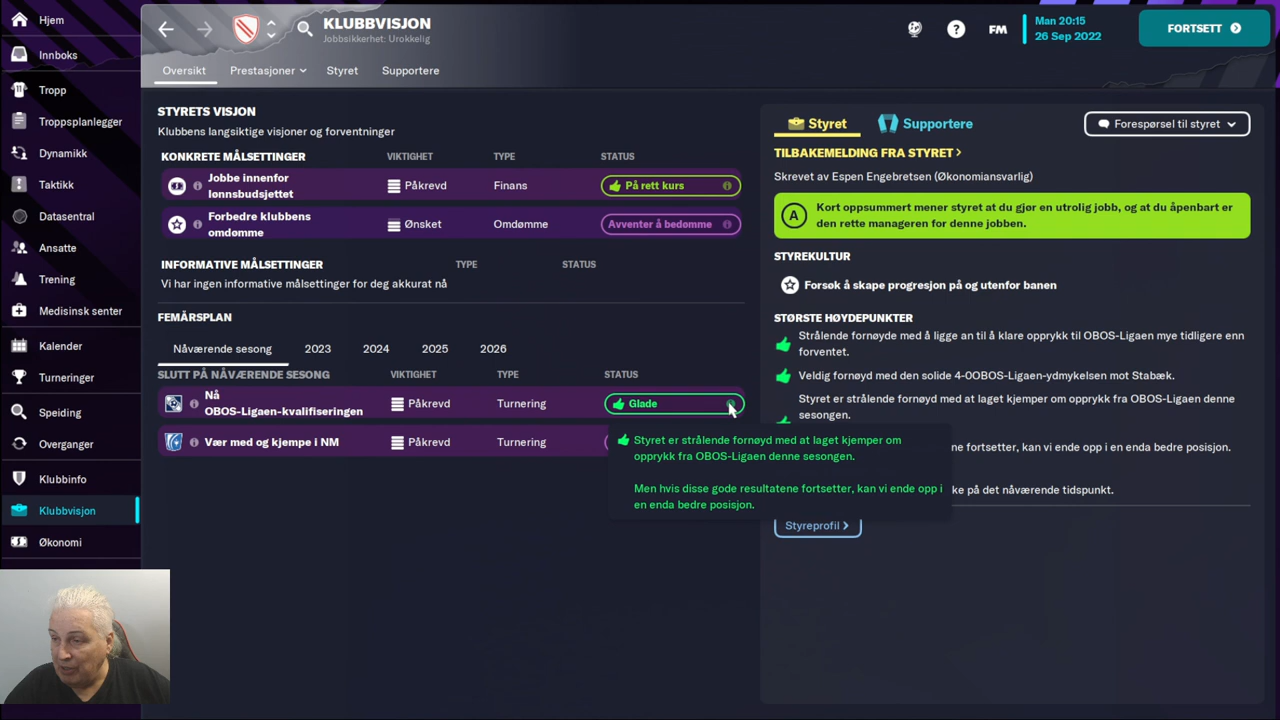 Hjem
Innboks
Tropp
Troppsplanlegger
Dynamikk
Taktikk
Datasentral
Ansatte
Trening
Medisinsk senter
Kalender
Turneringer
Speiding
Overganger
Klubbinfo
Klubbvisjon
Økonomi
KLUBBVISJON
Jobbsikkerhet: Urokkelig
FM
Man 20:15
26 Sep 2022
FORTSETT
Oversikt
Prestasjoner
Styret
Supportere
STYRETS VISJON
Klubbens langsiktige visjoner og forventninger
KONKRETE MÅLSETTINGER VIKTIGHET TYPE STATUS
Jobbe innenfor
lønnsbudsjettet
Påkrevd Finans På rett kurs
Forbedre klubbens
omdømme
Ønsket Omdømme Avventer å bedømme
INFORMATIVE MÅLSETTINGER TYPE STATUS
Vi har ingen informative målsettinger for deg akkurat nå
FEMÅRSPLAN
Nåværende sesong 2023 2024 2025 2026
SLUTT PÅ NÅVÆRENDE SESONG VIKTIGHET TYPE STATUS
Nå
OBOS-Ligaen-kvalifiseringen
Påkrevd Turnering Glade
Vær med og kjempe i NM Påkrevd Turnering
Styret er strålende fornøyd med at laget kjemper om
opprykk fra OBOS-Ligaen denne sesongen.
Men hvis disse gode resultatene fortsetter, kan vi ende opp i
en enda bedre posisjon.
Styret
Supportere
Forespørsel til styret
TILBAKEMELDING FRA STYRET
Skrevet av Espen Engebretsen (Økonomiansvarlig)
A
Kort oppsummert mener styret at du gjør en utrolig jobb, og at du åpenbart er
den rette manageren for denne jobben.
STYREKULTUR
Forsøk å skape progresjon på og utenfor banen
STØRSTE HØYDEPUNKTER
Strålende fornøyde med å ligge an til å klare opprykk til OBOS-Ligaen mye tidligere enn
forventet.
Veldig fornøyd med den solide 4-0OBOS-Ligaen-ydmykelsen mot Stabæk.
Styret er strålende fornøyd med at laget kjemper om opprykk fra OBOS-Ligaen denne
sesongen.
ne fortsetter, kan vi ende opp i en enda bedre posisjon.
ke på det nåværende tidspunkt.
Styreprofil